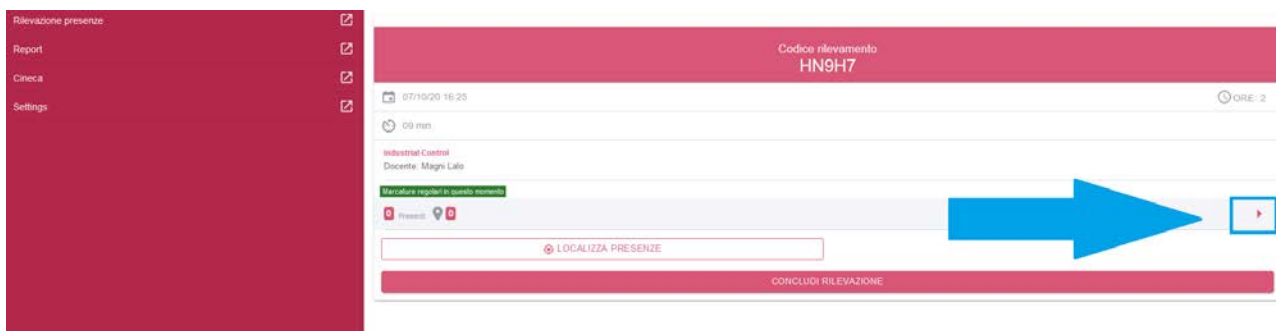 Rilevazione presenze
Report
Cineca
Settings
Codice rilevamento
HN9H7
07/10/20 16:25
ORE: 2
09 min.
Industrial Control
Docente: Magni Lalo
Marcature regolari in questo momento
0 Presenti 0
LOCALIZZA PRESENZE
CONCLUDI RILEVAZIONE